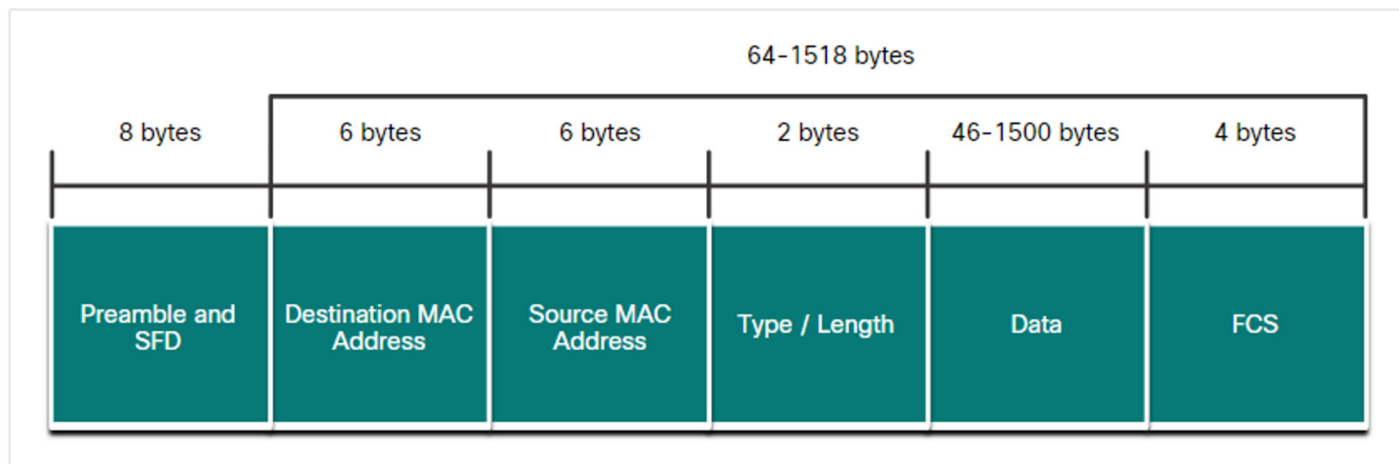 64-1518 bytes
8 bytes
6 bytes
6 bytes
2 bytes
46-1500 bytes
4 bytes
Preamble and
SFD
Destination MAC
Address
Source MAC
Address
Type / Length
Data
FCS